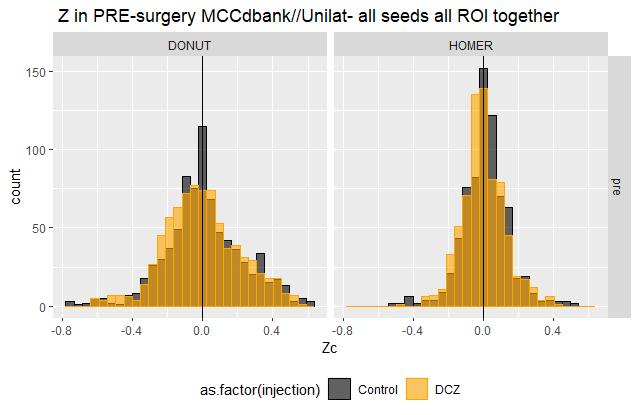 Z in PRE-surgery MCCdbank//Unilat- all seeds all ROI together
DONUT HOMER
150
100
50
0
count
pre
-0.8 -0.4 0.0 0.4 -0.8 -0.4 0.0 0.4
Zc
as.factor(injection) Control DCZ